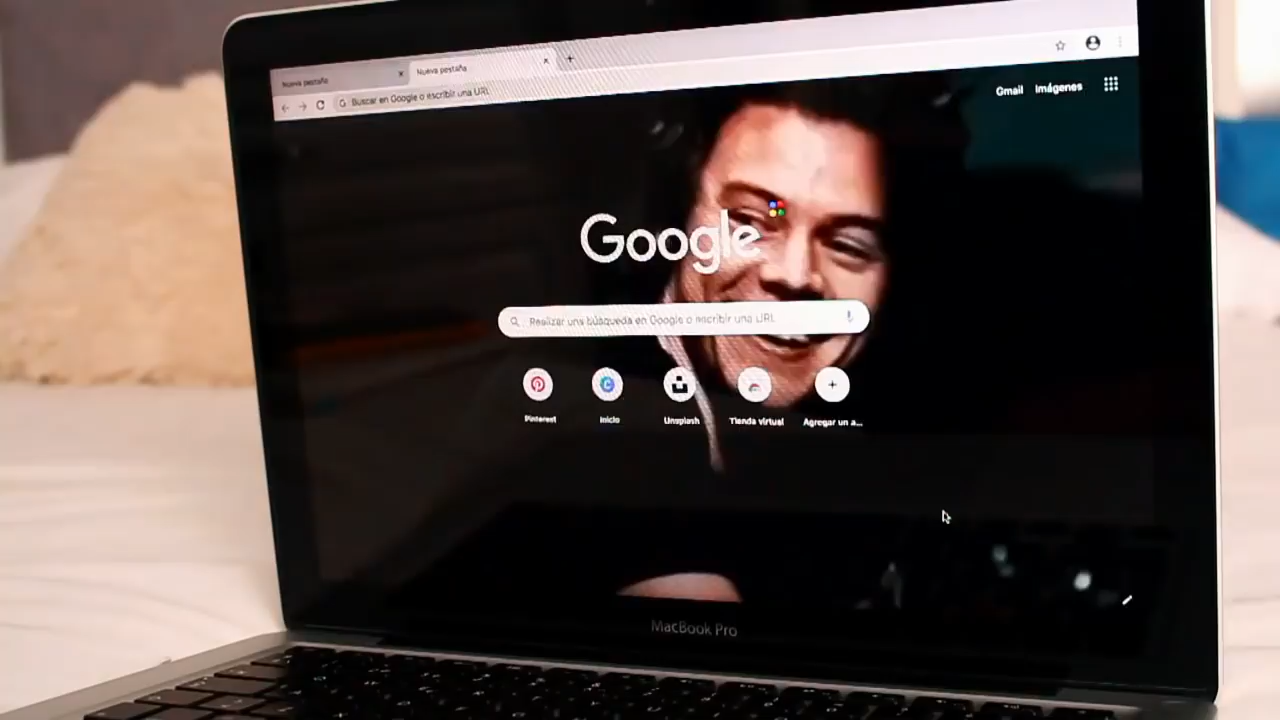 Nueva pestaña
Nueva pestaña
Buscar en Google o escribir una URL
Gmail Imágenes
Google
Realizar una búsqueda en Google o escribir una URL
Pinterest Inicio Unsplash Tienda virtual Agregar un a...
MacBook Pro